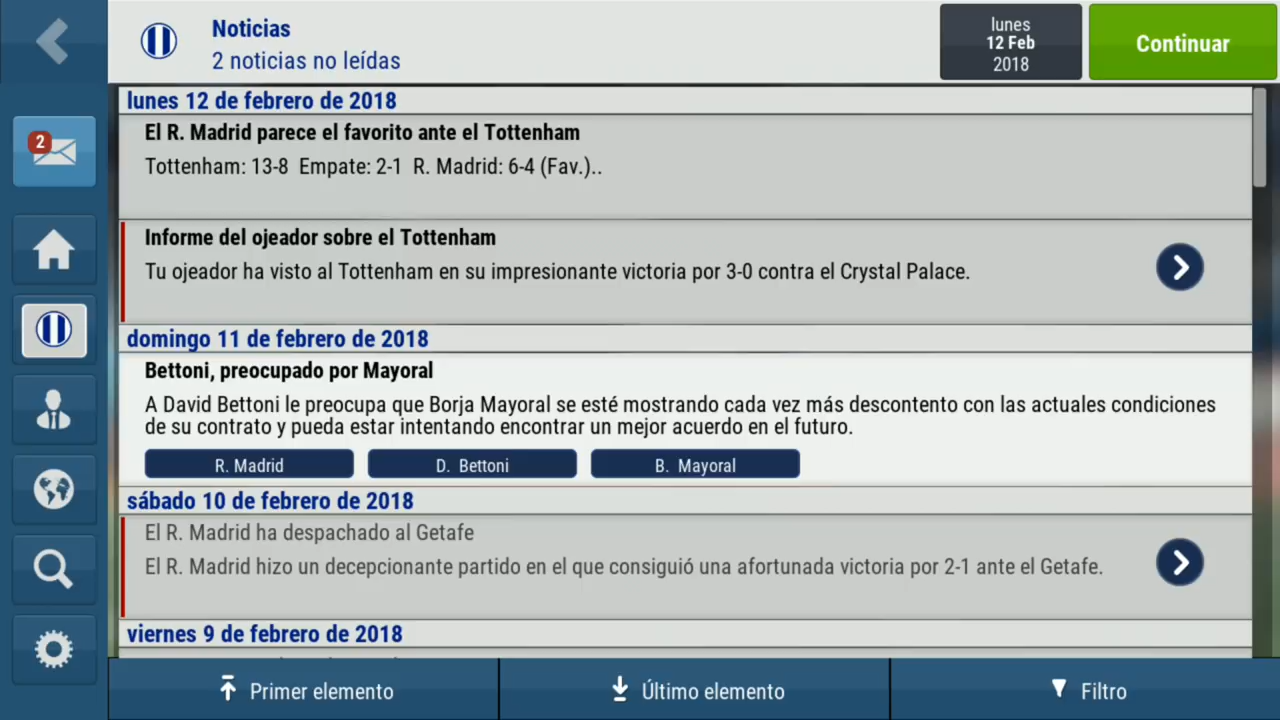 Noticias
2 noticias no leídas
lunes
12 Feb
2018
Continuar
2
lunes 12 de febrero de 2018
El R. Madrid parece el favorito ante el Tottenham
Tottenham: 13-8 Empate: 2-1 R. Madrid: 6-4 (Fav.)..
Informe del ojeador sobre el Tottenham
Tu ojeador ha visto al Tottenham en su impresionante victoria por 3-0 contra el Crystal Palace.
domingo 11 de febrero de 2018
Bettoni, preocupado por Mayoral
A David Bettoni le preocupa que Borja Mayoral se esté mostrando cada vez más descontento con las actuales condiciones
de su contrato y pueda estar intentando encontrar un mejor acuerdo en el futuro.
R. Madrid
D. Bettoni
B. Mayoral
sábado 10 de febrero de 2018
El R. Madrid ha despachado al Getafe
El R. Madrid hizo un decepcionante partido en el que consiguió una afortunada victoria por 2-1 ante el Getafe.
viernes 9 de febrero de 2018
Primer elemento
Último elemento
Filtro